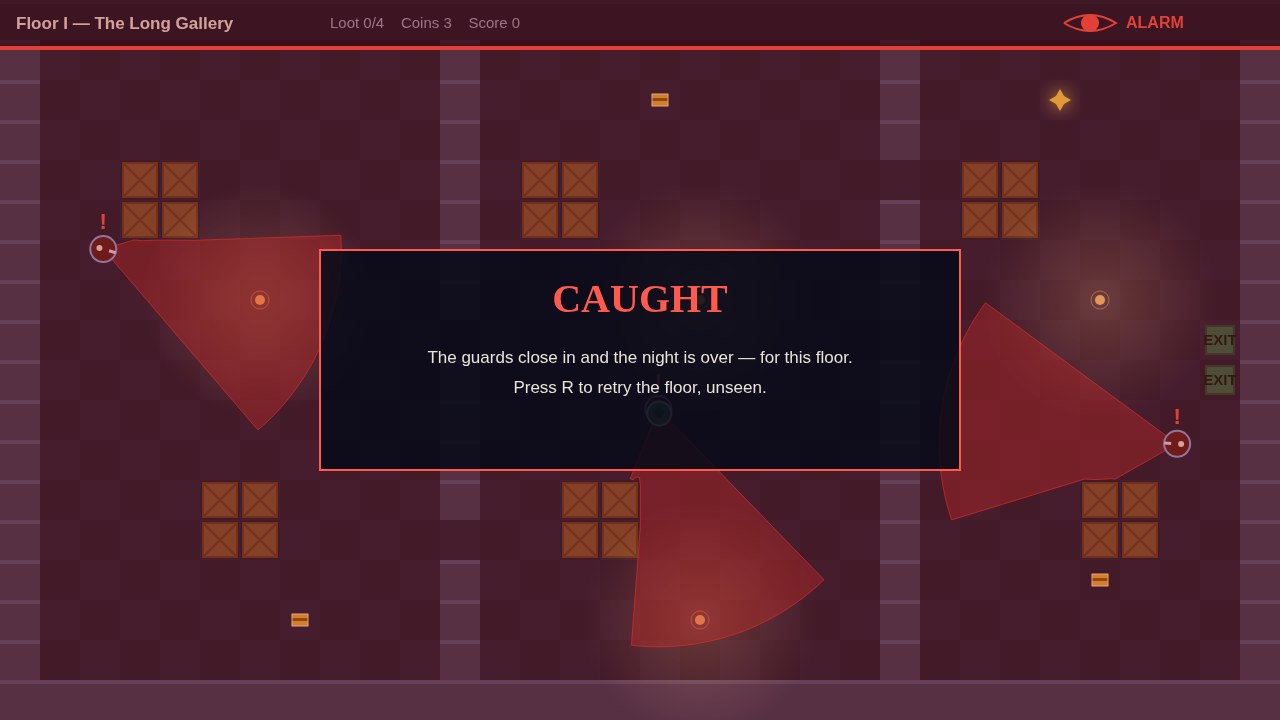 Floor I — The Long Gallery
Loot 0/4 Coins 3 Score 0
ALARM
!
CAUGHT
The guards close in and the night is over — for this floor.
Press R to retry the floor, unseen.
EXIT
EXIT
!